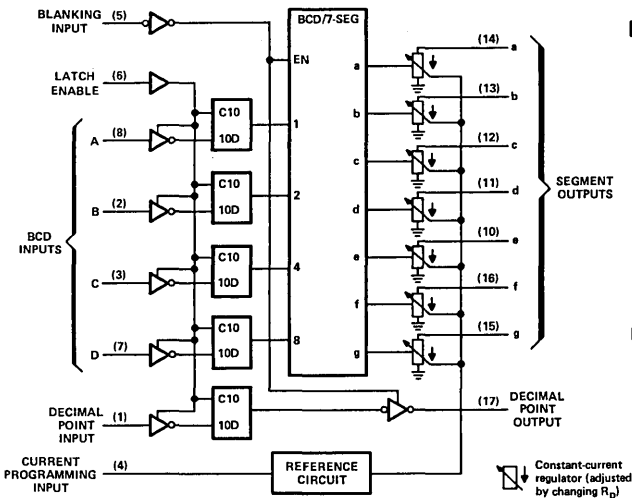 BLANKING
INPUT
(5)
LATCH
ENABLE
(6)
BCD
INPUTS
A (8)
B (2)
C (3)
D (7)
DECIMAL
POINT
INPUT
(1)
CURRENT
PROGRAMMING
INPUT
(4)
C10
10D
C10
10D
C10
10D
C10
10D
C10
10D
REFERENCE
CIRCUIT
BCD/7-SEG
EN
1
2
4
8
a
b
c
d
e
f
g
(14) a
(13) b
(12) c
(11) d
(10) e
(16) f
(15) g
SEGMENT
OUTPUTS
(17)
DECIMAL
POINT
OUTPUT
Constant-current
regulator (adjusted
by changing RD)